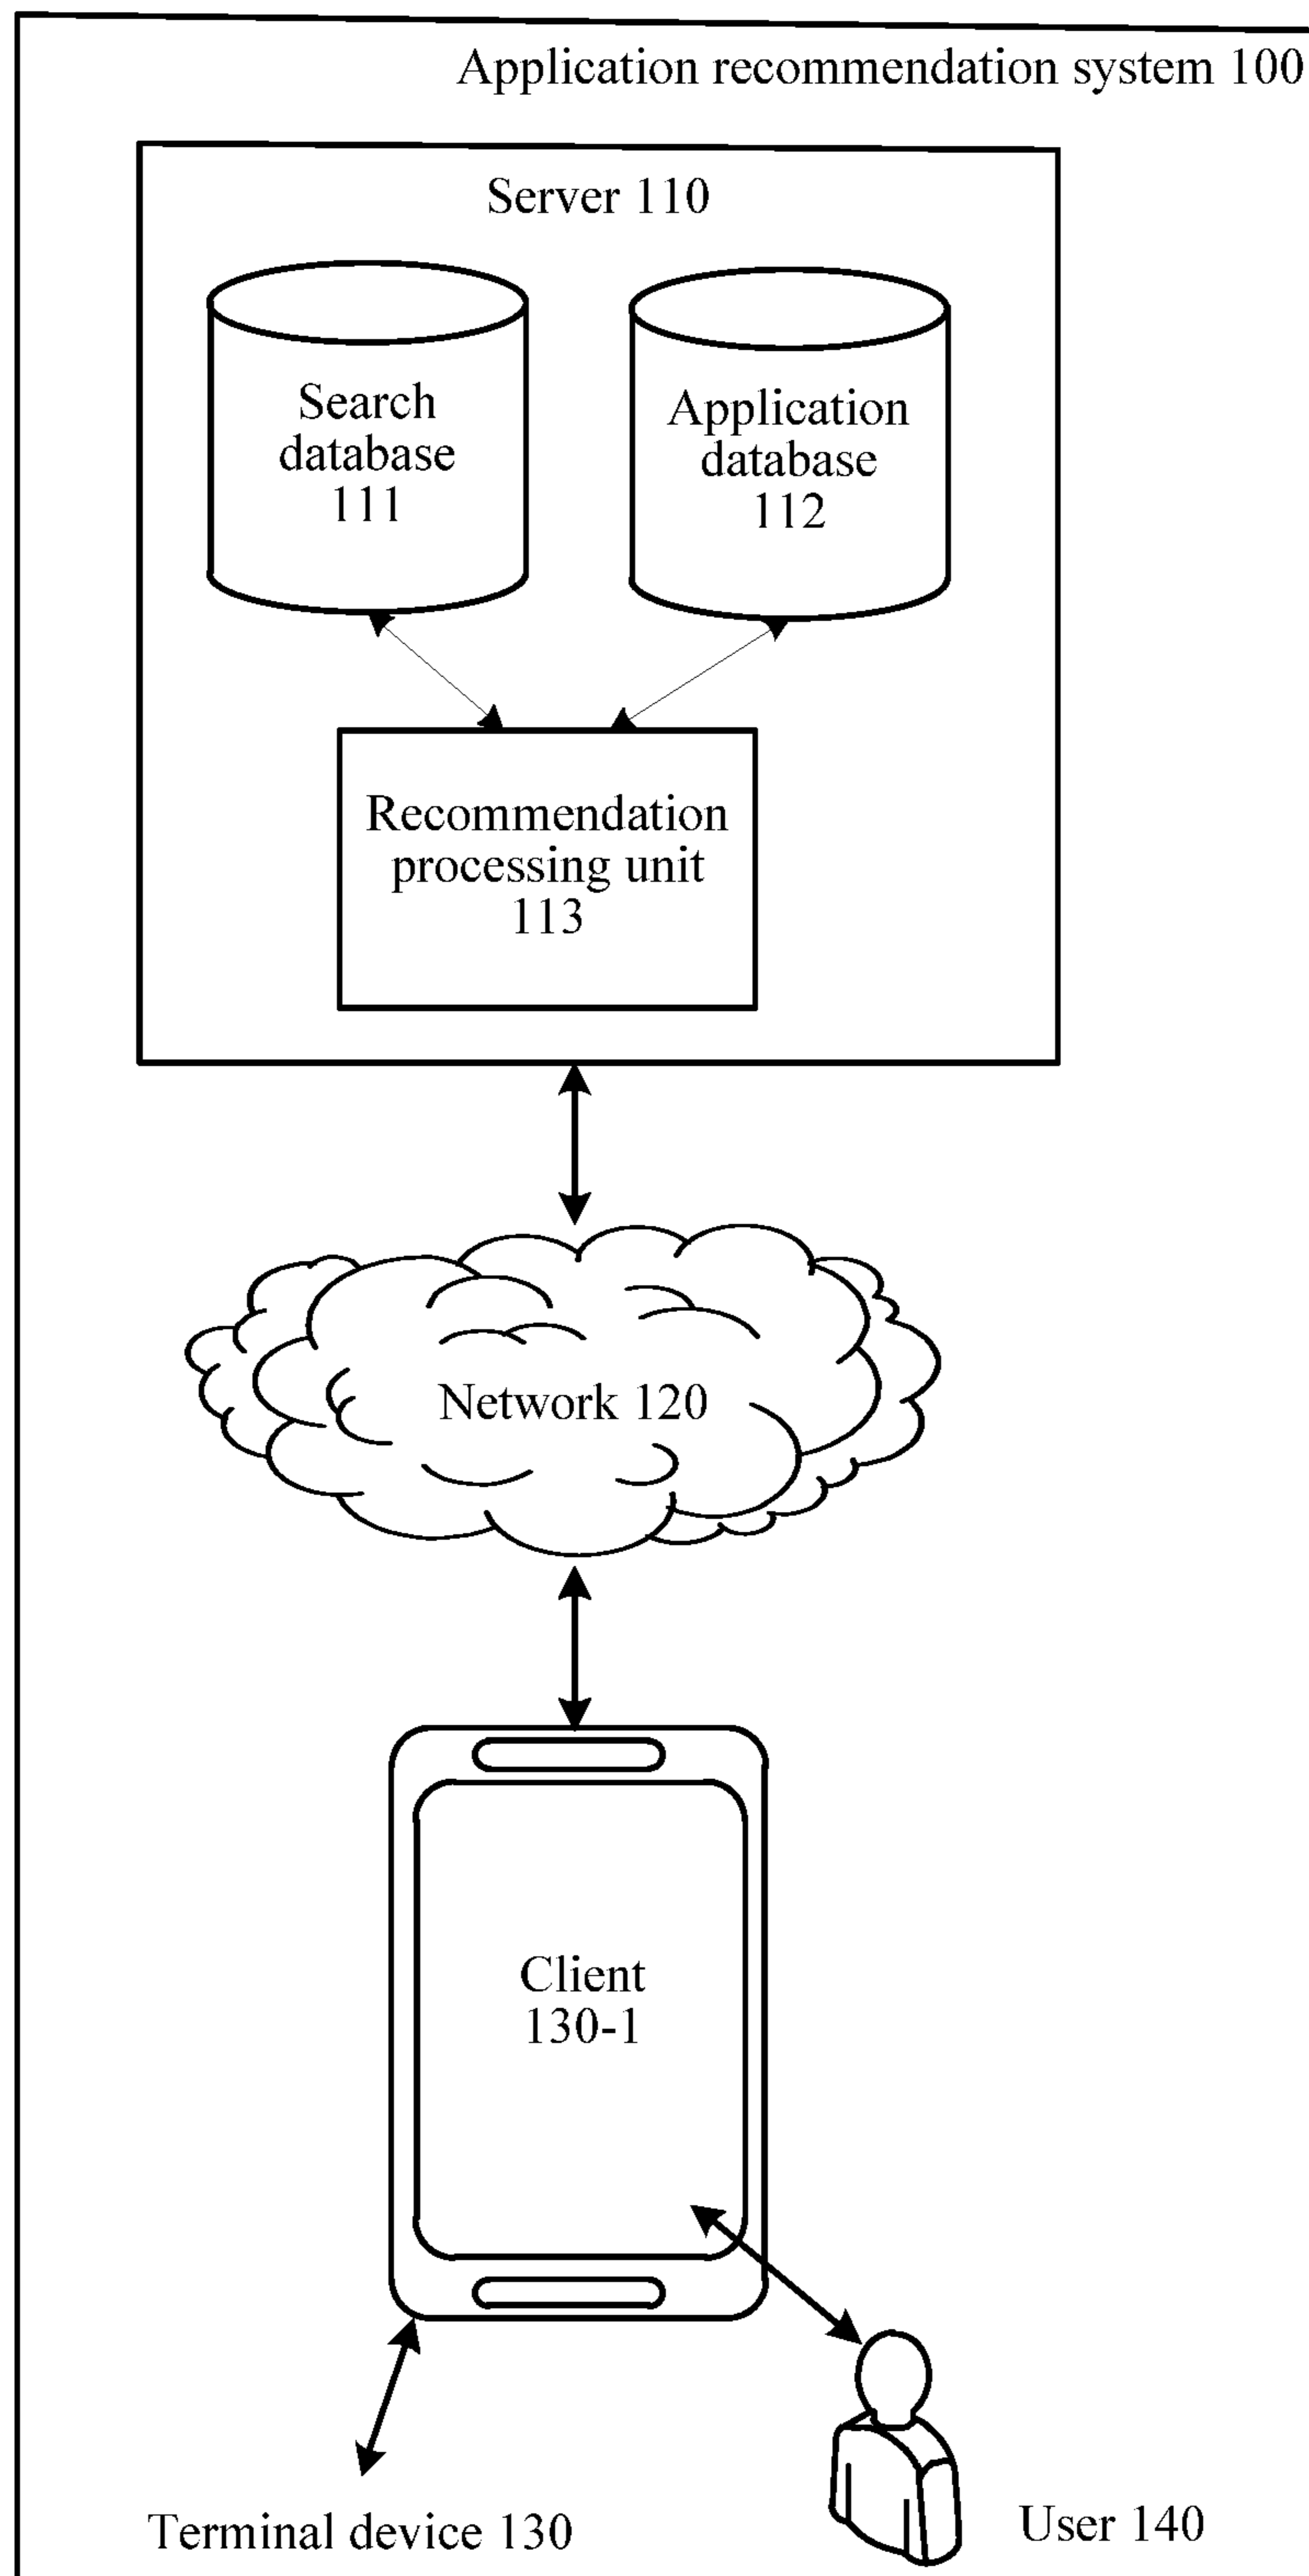 Application recommendation system 100
Server 110
Search
database
111
Application
database
112
Recommendation
processing unit
113
Network 120
Client
130-1
Terminal device 130
User 140